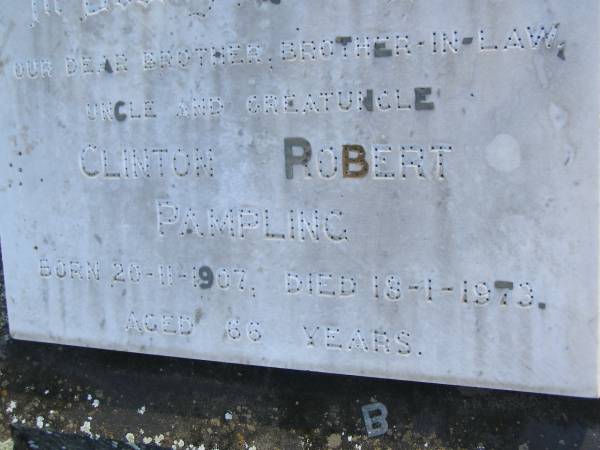 OUR DEAR BROTHER, BROTHER-IN-LAW,
UNCLE AND GREATUNCLE
CLINTON ROBERT
PAMPLING
BORN 20-11-1907, DIED 18-1-1973.
AGED 66 YEARS.
B